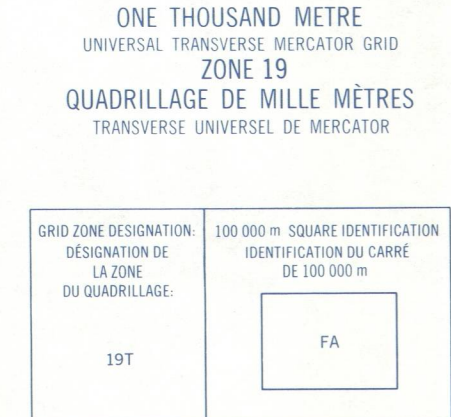 ONE THOUSAND METRE
UNIVERSAL TRANSVERSE MERCATOR GRID
ZONE 19
QUADRILLAGE DE MILLE MÈTRES
TRANSVERSE UNIVERSEL DE MERCATOR
GRID ZONE DESIGNATION:
DÉSIGNATION DE
LA ZONE
DU QUADRILLAGE:
19T
100 000 m SQUARE IDENTIFICATION
IDENTIFICATION DU CARRÉ
DE 100 000 m
FA